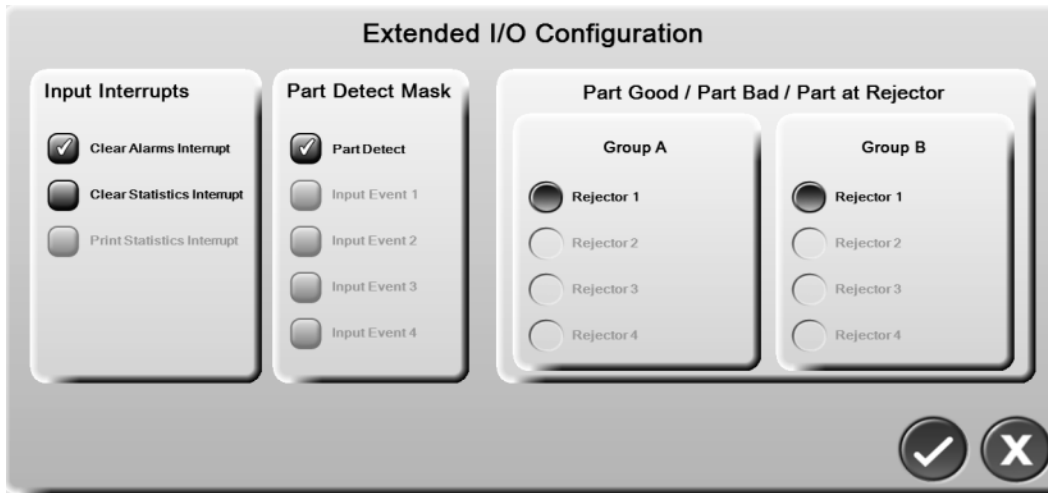 Extended I/O Configuration
Input Interrupts
Clear Alarms Interrupt
Clear Statistics Interrupt
Print Statistics Interrupt
Part Detect Mask
Part Detect
Input Event 1
Input Event 2
Input Event 3
Input Event 4
Part Good / Part Bad / Part at Rejector
Group A
Rejector 1
Rejector 2
Rejector 3
Rejector 4
Group B
Rejector 1
Rejector 2
Rejector 3
Rejector 4